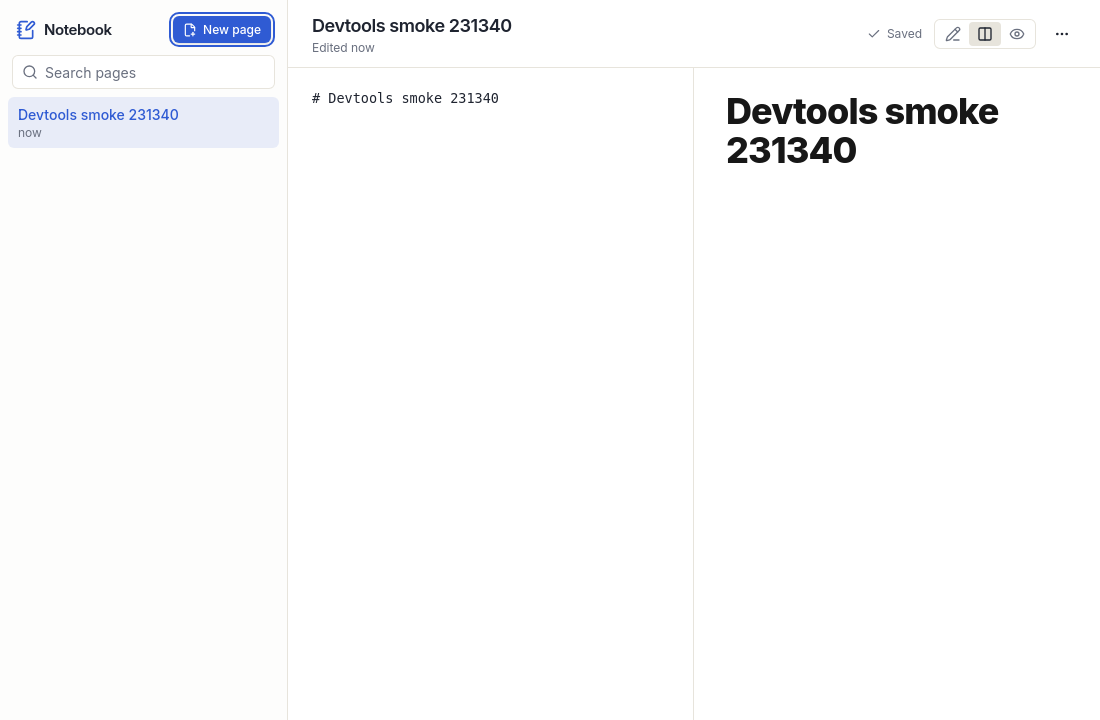 Notebook
New page
Search pages
Devtools smoke 231340
now
Devtools smoke 231340
Edited now
Saved
# Devtools smoke 231340
Devtools smoke
231340